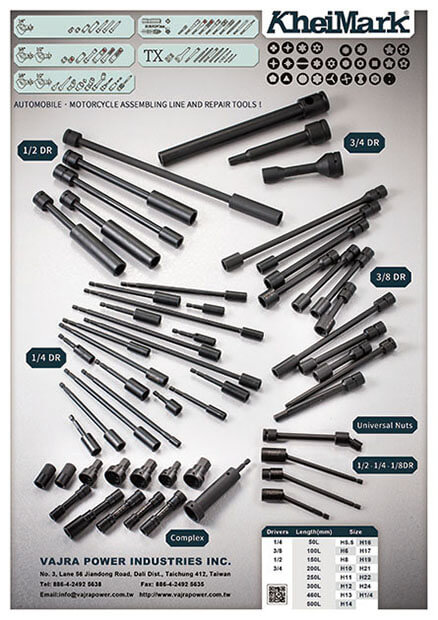 KheiMark®
TX
AUTOMOBILE · MOTORCYCLE ASSEMBLING LINE AND REPAIR TOOLS !
1/2 DR
3/4 DR
3/8 DR
1/4 DR
Universal Nuts
1/2 - 1/4 - 1/8DR
Complex
VAJRA POWER INDUSTRIES INC.
No. 3, Lane 56 Jiandong Road, Dali Dist., Taichung 412, Taiwan
Tel: 886-4-2492 5638 Fax: 886-4-2492 5635
Email:info@vajrapower.com.tw http://www.vajrapower.com.tw
Drivers Length(mm) Size
1/4 50L H5.5 H16
3/8 100L H6 H17
1/2 150L H8 H19
3/4 200L H10 H21
250L H11 H22
300L H12 H24
460L H13 H1/4
500L H14